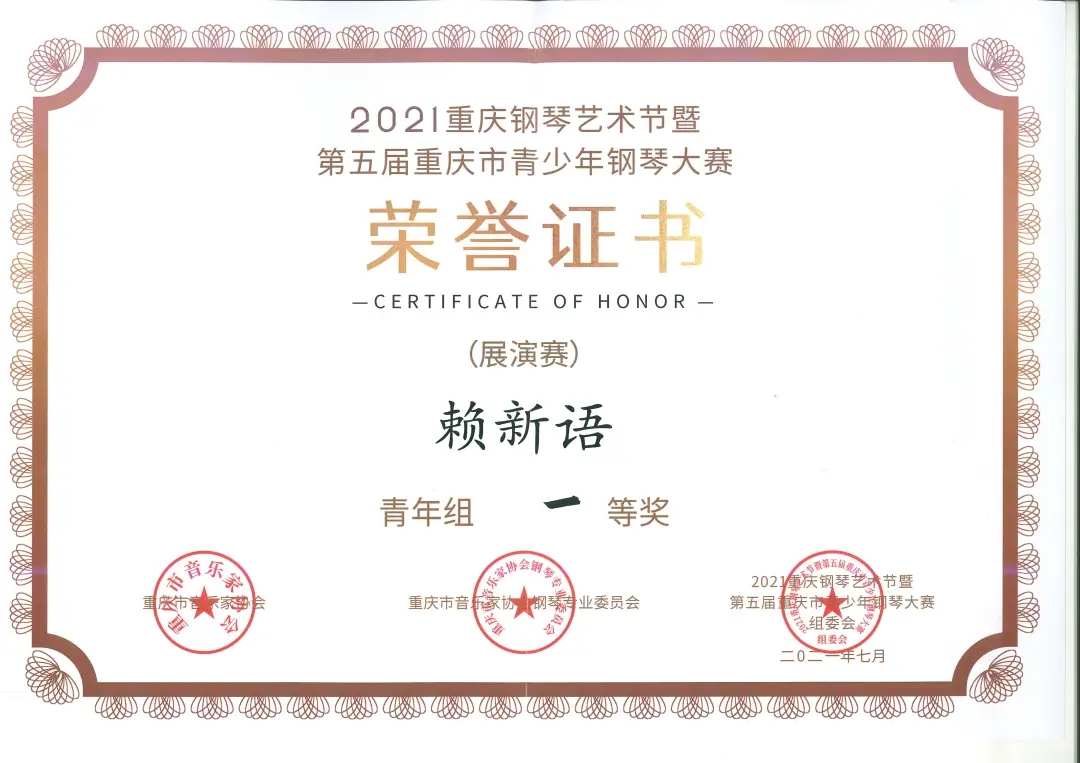 2021重庆钢琴艺术节暨
第五届重庆市青少年钢琴大赛
荣誉证书
—CERTIFICATE OF HONOR—
(展演赛)
赖新语
青年组 一 等奖
重庆市音乐家协会
重庆市音乐家协会
重庆市音乐家协会钢琴专业委员会
重庆市音乐家协会钢琴专业委员会
2021重庆钢琴艺术节暨第五届重庆市青少年钢琴大赛
组委会
2021重庆钢琴艺术节暨
第五届重庆市青少年钢琴大赛
组委会
二〇二一年七月